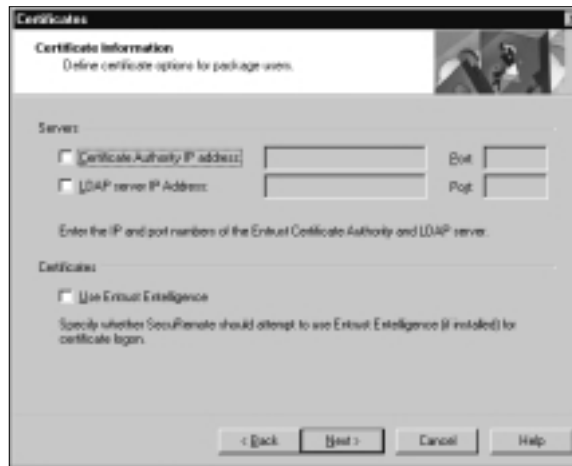 Certificates
Certificate Information
Define certificate options for package users.
Servers
Certificate Authority IP address: Port:
LDAP server IP Address: Port:
Enter the IP and port numbers of the Entrust Certificate Authority and LDAP server.
Certificates
Use Entrust Entelligence
Specify whether SecuRemote should attempt to use Entrust Entelligence (if installed) for
certificate logon.
< Back Next > Cancel Help